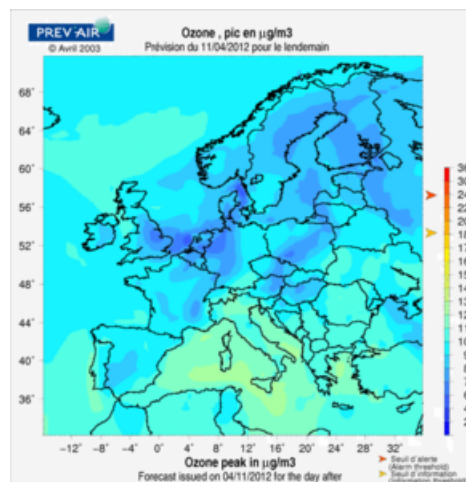 PREV'AIR
© Avril 2003
Ozone , pic en µg/m3
Prévision du 11/04/2012 pour le lendemain
68°
64°
60°
56°
52°
48°
44°
40°
36°
32°
-12° -8° -4° 0° 4° 8° 12° 16° 20° 24° 28° 32°
Ozone peak in µg/m3
Forecast issued on 04/11/2012 for the day after
Seuil d'alerte
(Alarm threshold)
Seuil d'information
(Information threshold)